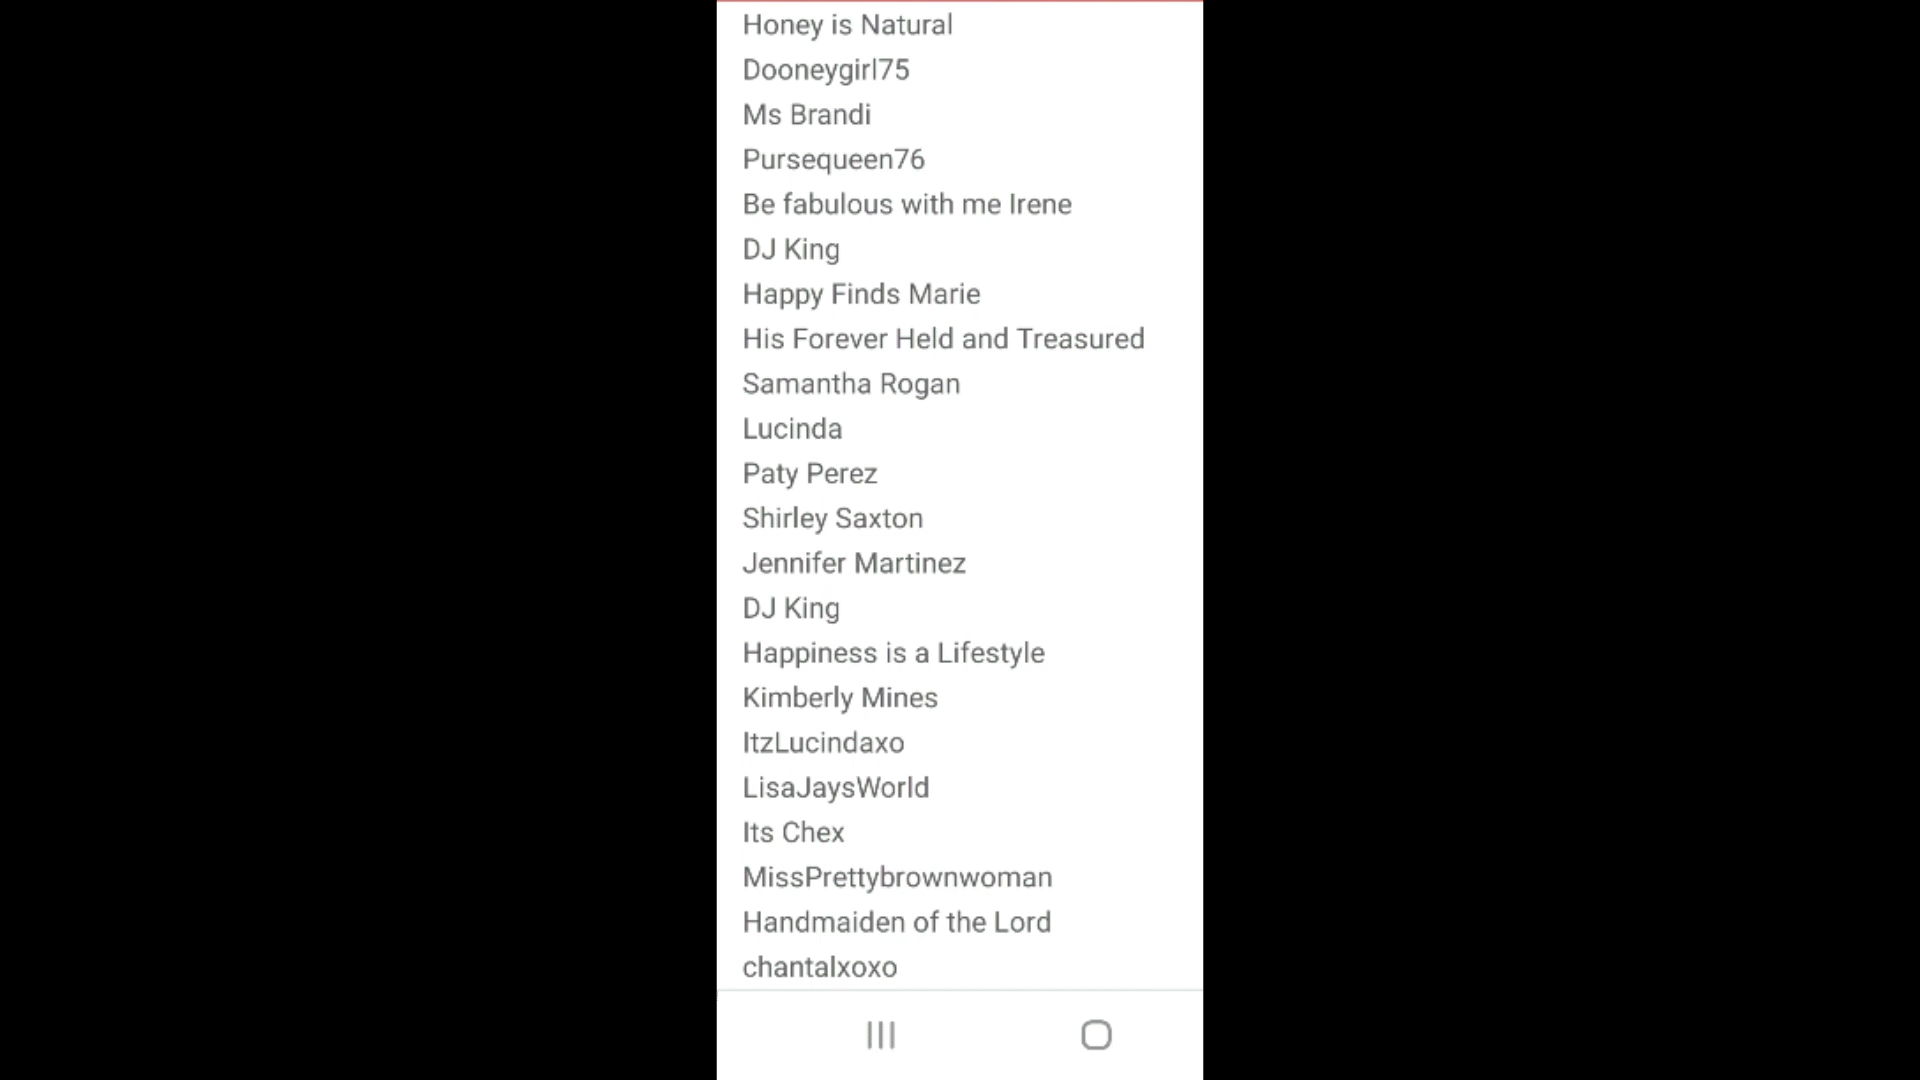 Honey is Natural
Dooneygirl75
Ms Brandi
Pursequeen76
Be fabulous with me Irene
DJ King
Happy Finds Marie
His Forever Held and Treasured
Samantha Rogan
Lucinda
Paty Perez
Shirley Saxton
Jennifer Martinez
DJ King
Happiness is a Lifestyle
Kimberly Mines
ItzLucindaxo
LisaJaysWorld
Its Chex
MissPrettybrownwoman
Handmaiden of the Lord
chantalxoxo